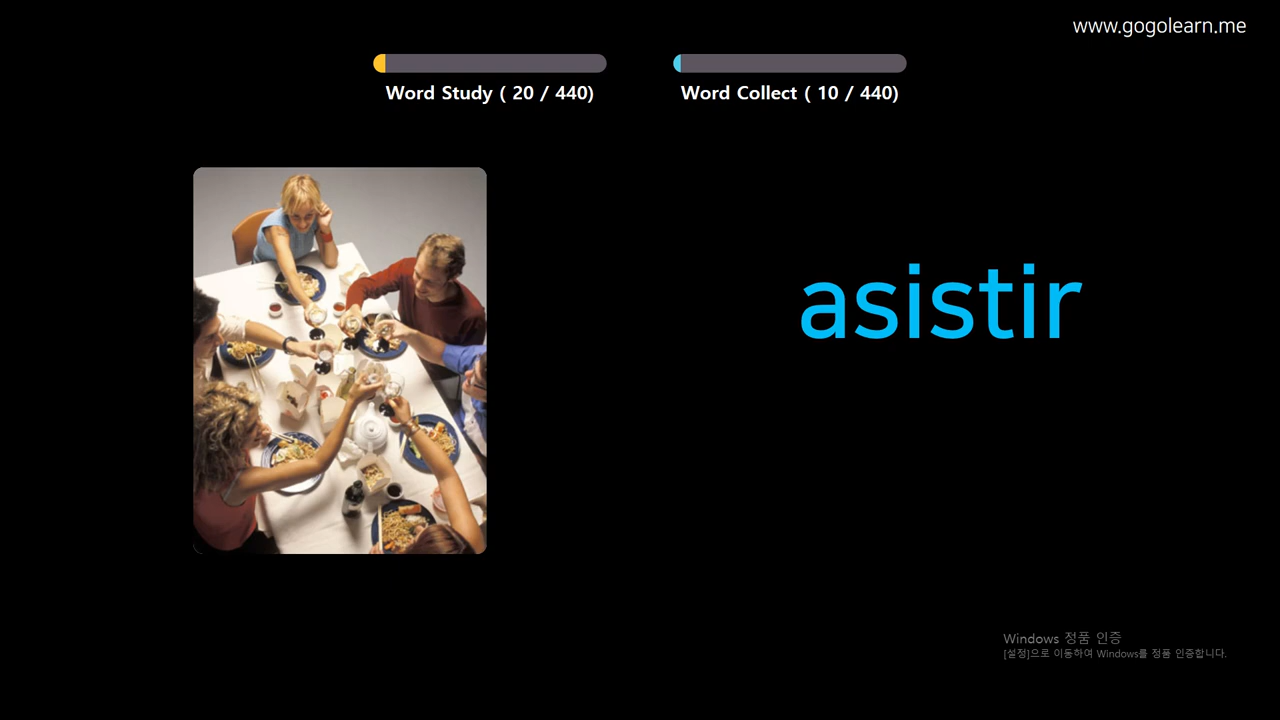 www.gogolearn.me
Word Study ( 20 / 440)
Word Collect ( 10 / 440)
asistir
Windows 정품 인증
[설정]으로 이동하여 Windows를 정품 인증합니다.